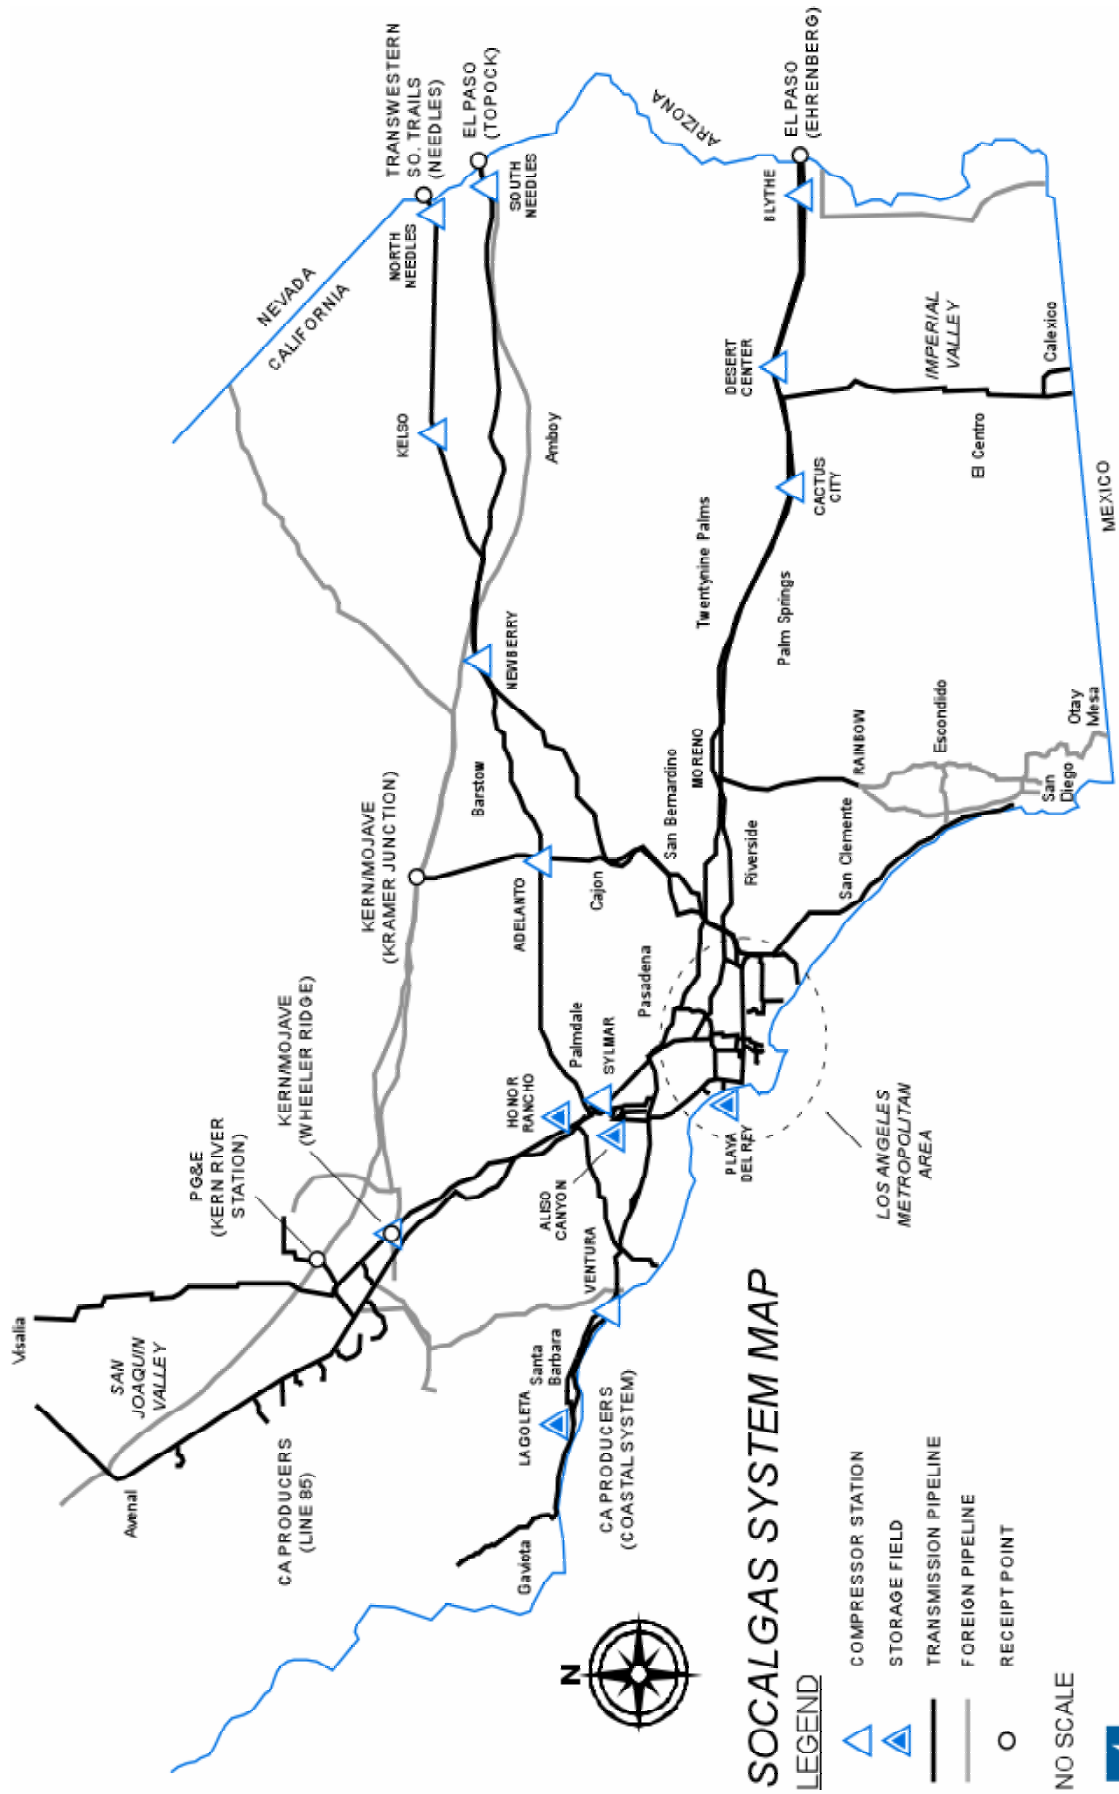 Visalia
SAN
JOAQUIN
VALLEY
Avenal
CA PRODUCERS
(LINE 85)
PG&E
(KERN RIVER
STATION)
KERN/MOJAVE
(WHEELER RIDGE)
KERN/MOJAVE
(KRAMER JUNCTION)
NEVADA
CALIFORNIA
TRANSWESTERN
SO. TRAILS
(NEEDLES)
EL PASO
(TOPOCK)
NORTH
NEEDLES
SOUTH
NEEDLES
ARIZONA
KELSO
Amboy
NEWBERRY
Barstow
ADELANTO
Cajon
San Bernardino
MORENO
Riverside
Twentynine Palms
Palm Springs
CACTUS
CITY
DESERT
CENTER
BLYTHE
EL PASO
(EHRENBERG)
IMPERIAL
VALLEY
El Centro
Calexico
MEXICO
RAINBOW
Escondido
Otay
Mesa
San
Diego
San Clemente
Pasadena
Palmdale
SYLMAR
HONOR
RANCHO
ALISO
CANYON
PLAYA
DEL REY
LOS ANGELES
METROPOLITAN
AREA
VENTURA
Santa
Barbara
LA GOLETA
CA PRODUCERS
(COASTAL SYSTEM)
Gaviota
N
SOCALGAS SYSTEM MAP
LEGEND
COMPRESSOR STATION
STORAGE FIELD
TRANSMISSION PIPELINE
FOREIGN PIPELINE
RECEIPT POINT
NO SCALE